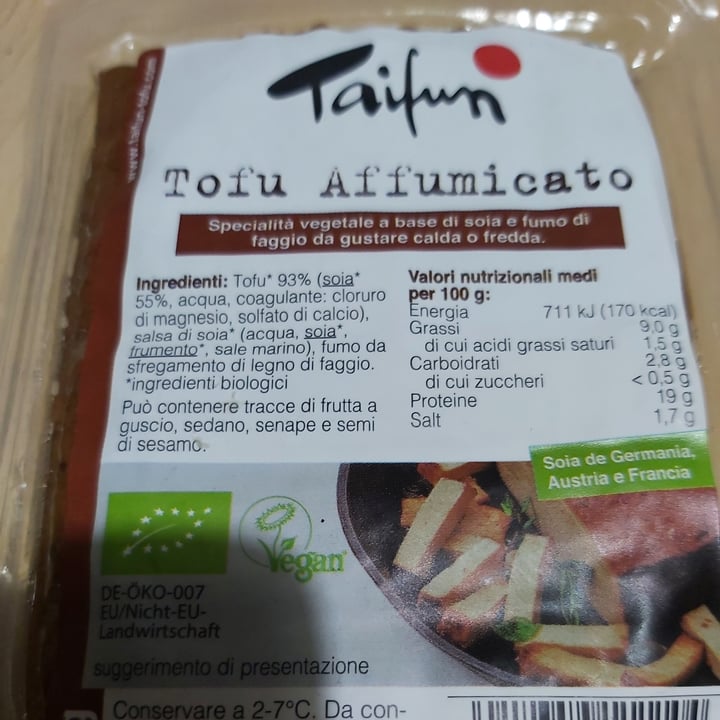 www.taifun-tofu.com
Taifun
Tofu Affumicato
Specialità vegetale a base di soia e fumo di
faggio da gustare calda o fredda.
Ingredienti: Tofu* 93% (soia*
55%, acqua, coagulante: cloruro
di magnesio, solfato di calcio),
salsa di soia* (acqua, soia*,
frumento*, sale marino), fumo da
sfregamento di legno di faggio.
*ingredienti biologici
Può contenere tracce di frutta a
guscio, sedano, senape e semi
di sesamo.
Valori nutrizionali medi
per 100 g:
Energia 711 kJ (170 kcal)
Grassi 9,0 g
di cui acidi grassi saturi 1,5 g
Carboidrati 2,8 g
di cui zuccheri < 0,5 g
Proteine 19 g
Salt 1,7 g
Soia de Germania,
Austria e Francia
Vegan
DE-ÖKO-007
EU/Nicht-EU-
Landwirtschaft
suggerimento di presentazione
Conservare a 2-7°C. Da con-